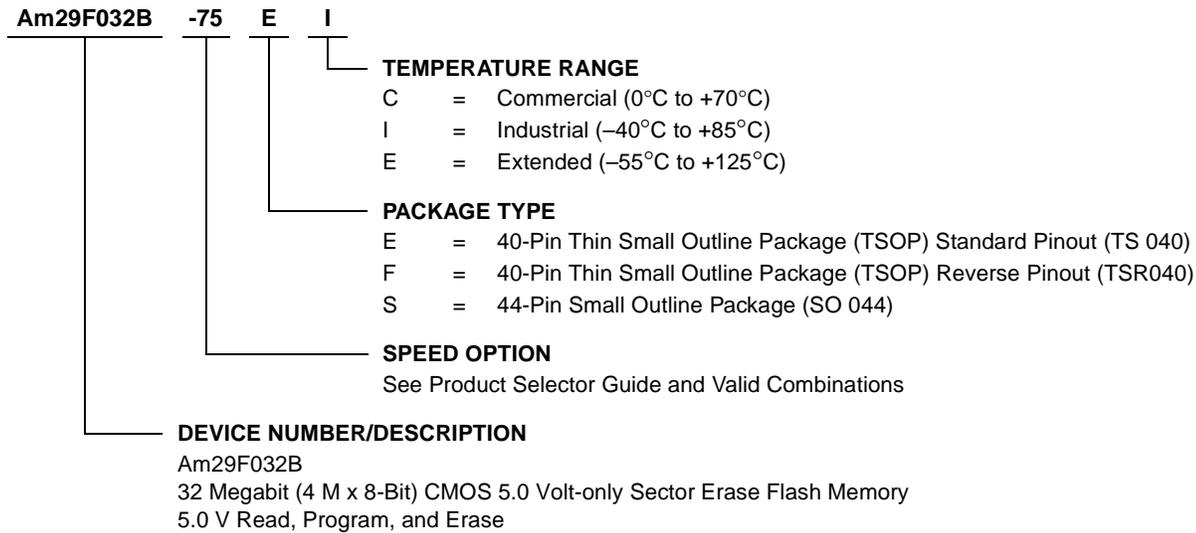 Am29F032B -75 E I
TEMPERATURE RANGE
C = Commercial (0°C to +70°C)
I = Industrial (–40°C to +85°C)
E = Extended (–55°C to +125°C)
PACKAGE TYPE
E = 40-Pin Thin Small Outline Package (TSOP) Standard Pinout (TS 040)
F = 40-Pin Thin Small Outline Package (TSOP) Reverse Pinout (TSR040)
S = 44-Pin Small Outline Package (SO 044)
SPEED OPTION
See Product Selector Guide and Valid Combinations
DEVICE NUMBER/DESCRIPTION
Am29F032B
32 Megabit (4 M x 8-Bit) CMOS 5.0 Volt-only Sector Erase Flash Memory
5.0 V Read, Program, and Erase